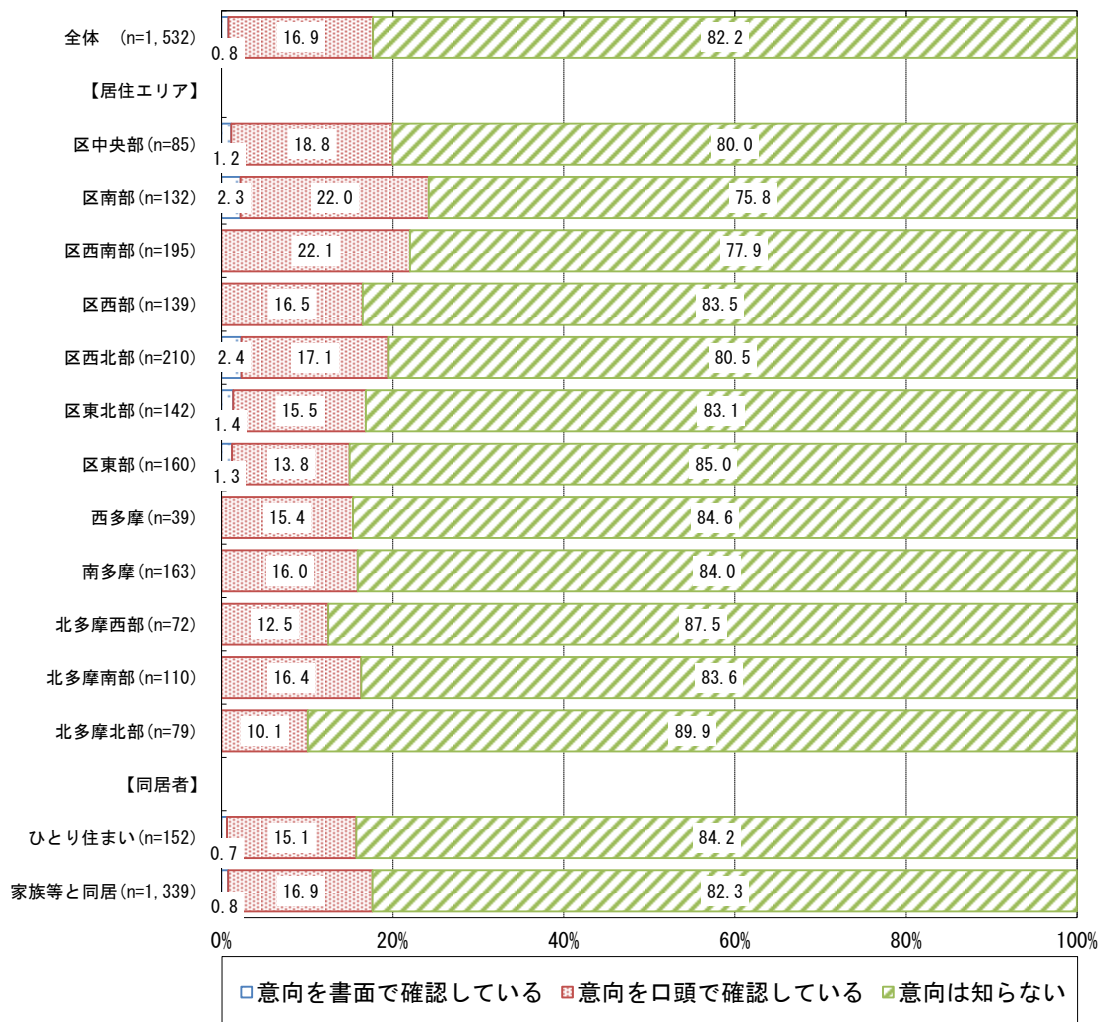 全体　(n=1,532) 0.8 16.9 82.2
【居住エリア】
区中央部(n=85) 1.2 18.8 80.0
区南部(n=132) 2.3 22.0 75.8
区西南部(n=195) 22.1 77.9
区西部(n=139) 16.5 83.5
区西北部(n=210) 2.4 17.1 80.5
区東北部(n=142) 1.4 15.5 83.1
区東部(n=160) 1.3 13.8 85.0
西多摩(n=39) 15.4 84.6
南多摩(n=163) 16.0 84.0
北多摩西部(n=72) 12.5 87.5
北多摩南部(n=110) 16.4 83.6
北多摩北部(n=79) 10.1 89.9
【同居者】
ひとり住まい(n=152) 0.7 15.1 84.2
家族等と同居(n=1,339) 0.8 16.9 82.3
0% 20% 40% 60% 80% 100%
意向を書面で確認している 意向を口頭で確認している 意向は知らない